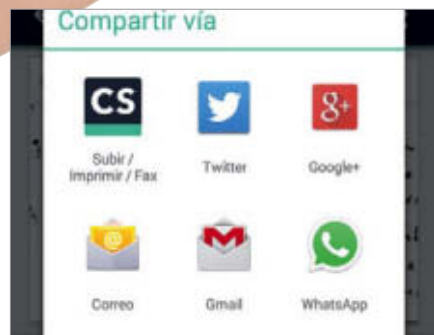 Compartir vía
CS
8+
Subir /
Imprimir / Fax
Twitter
Google+
@
M
Correo
Gmail
WhatsApp